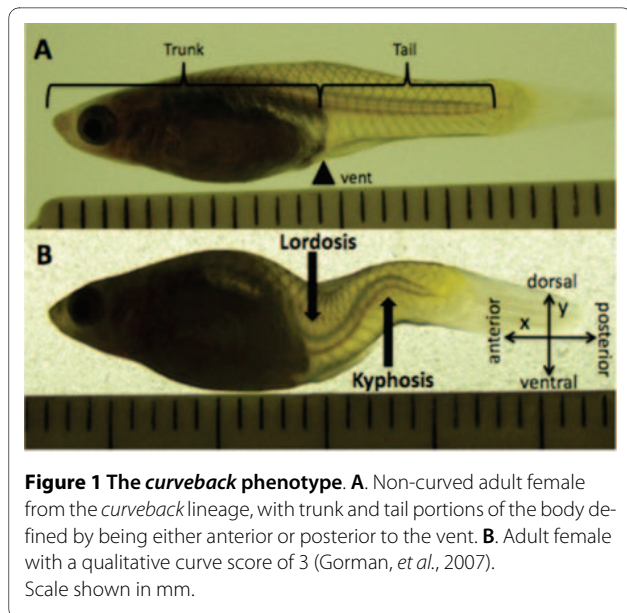 A
Trunk
Tail
vent
B
Lordosis
Kyphosis
dorsal
y
x
anterior
posterior
ventral
Figure 1 The curveback phenotype. A. Non-curved adult female
from the curveback lineage, with trunk and tail portions of the body de-
fined by being either anterior or posterior to the vent. B. Adult female
with a qualitative curve score of 3 (Gorman, et al., 2007).
Scale shown in mm.